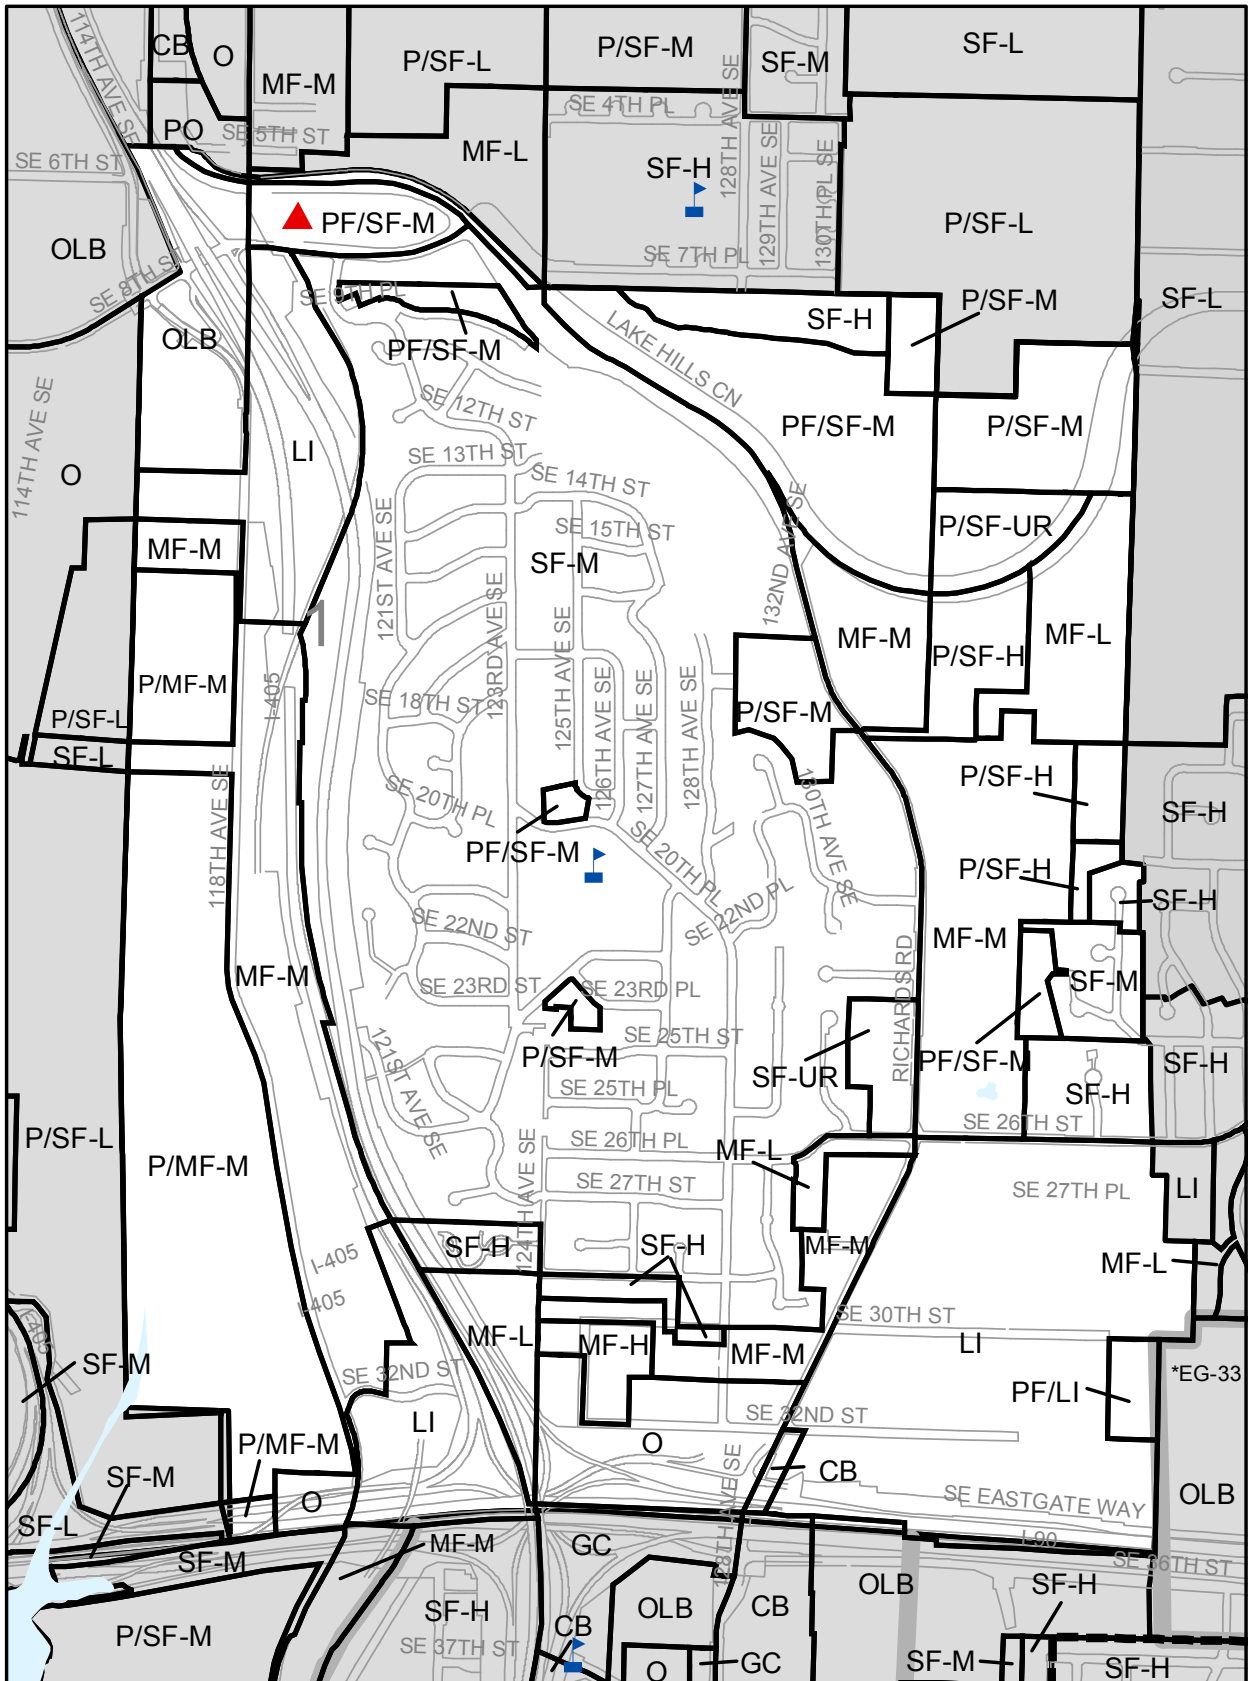 114TH AVE SE
CB
O
MF-M
P/SF-L
P/SF-M
SF-M
SF-L
SE 4TH PL
128TH AVE SE
PO
SE 5TH ST
MF-L
SE 6TH ST
SF-H
129TH AVE SE
130TH PL SE
PF/SF-M
P/SF-L
OLB
SE 7TH PL
SE 8TH ST
SE 9TH PL
P/SF-M
SF-L
SF-H
OLB
PF/SF-M
LAKE HILLS CN
SE 12TH ST
PF/SF-M
P/SF-M
114TH AVE SE
O
LI
SE 13TH ST
SE 14TH ST
SE 15TH ST
P/SF-UR
MF-M
121ST AVE SE
SF-M
132ND AVE SE
1
MF-M
MF-L
P/SF-H
123RD AVE SE
125TH AVE SE
126TH AVE SE
127TH AVE SE
128TH AVE SE
P/MF-M
I-405
SE 18TH ST
P/SF-M
P/SF-L
SF-L
118TH AVE SE
SE 20TH PL
130TH AVE SE
P/SF-H
SF-H
PF/SF-M
SE 20TH PL
P/SF-H
SF-H
SE 22ND PL
SE 22ND ST
MF-M
MF-M
SE 23RD ST
SE 23RD PL
SF-M
RICHARDS RD
SE 25TH ST
P/SF-M
PF/SF-M
SF-H
SF-UR
SF-H
121ST AVE SE
SE 25TH PL
SE 26TH ST
P/SF-L
SE 26TH PL
MF-L
P/MF-M
SE 27TH ST
SE 27TH PL
LI
124TH AVE SE
SF-H
SF-H
MF-M
I-405
MF-L
I-405
I-405
SE 30TH ST
MF-L
MF-H
MF-M
LI
SF-M
SE 32ND ST
*EG-33
PF/LI
LI
SE 32ND ST
P/MF-M
O
128TH AVE SE
CB
SF-M
O
SE EASTGATE WAY
OLB
SF-L
SF-M
MF-M
GC
I-90
SE 36TH ST
SF-H
OLB
CB
OLB
SF-H
CB
P/SF-M
SE 37TH ST
O
GC
SF-M
SF-H